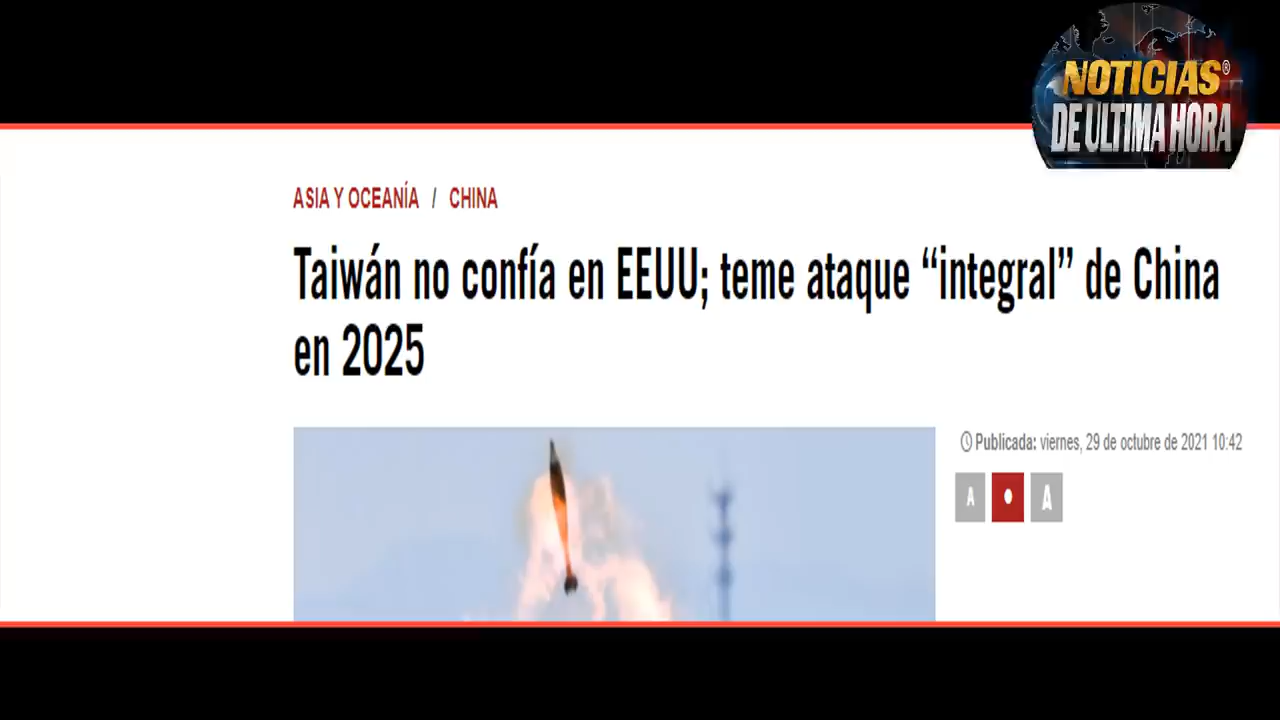 NOTICIAS®
DE ULTIMA HORA
ASIA Y OCEANÍA / CHINA
Taiwán no confía en EEUU; teme ataque “integral” de China
en 2025
Publicada: viernes, 29 de octubre de 2021 10:42
A A